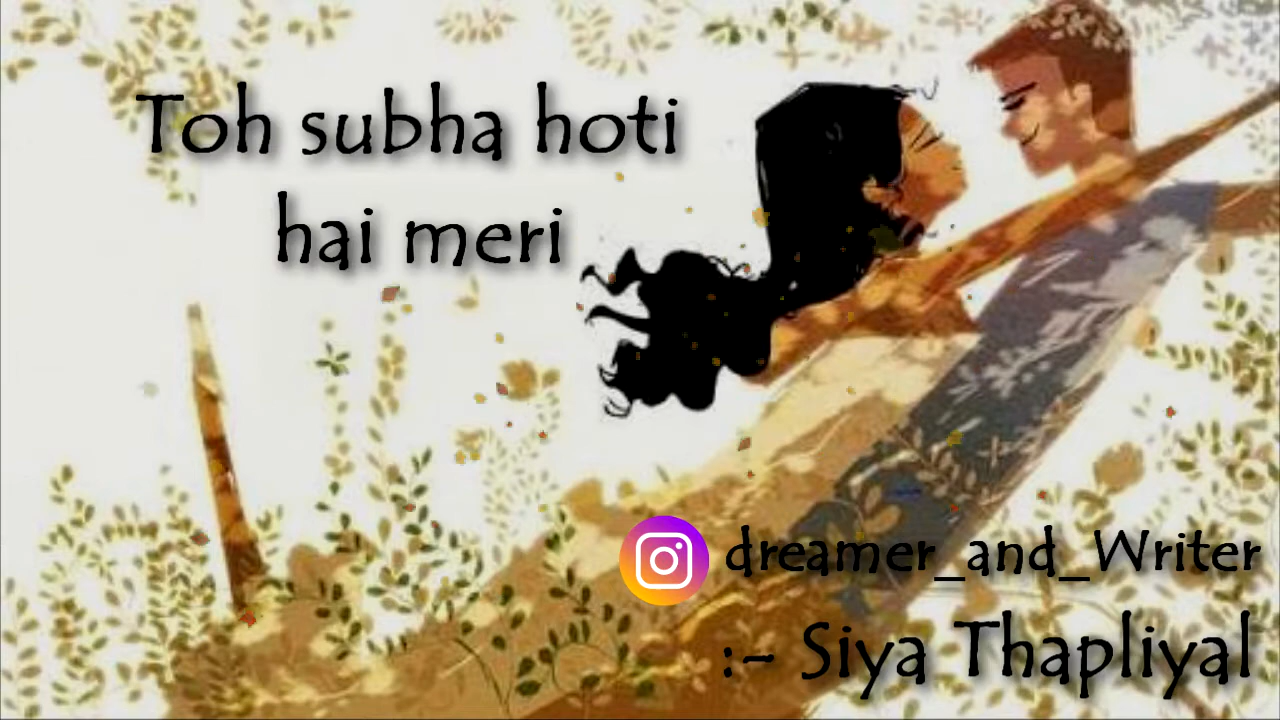 Toh subha hoti
hai meri
dreamer_and_Writer
:- Siya Thapliyal